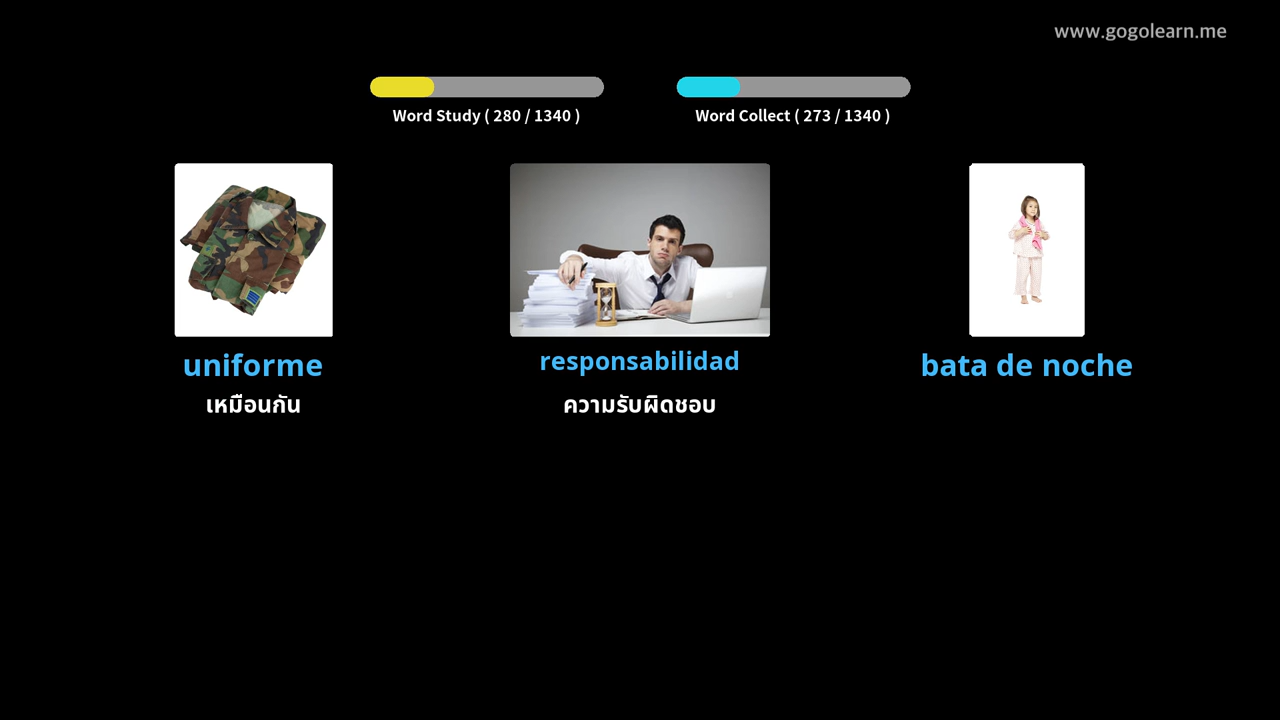 www.gogolearn.me
Word Study ( 280 / 1340 )
Word Collect ( 273 / 1340 )
uniforme
responsabilidad
bata de noche
เหมือนกัน
ความรับผิดชอบ